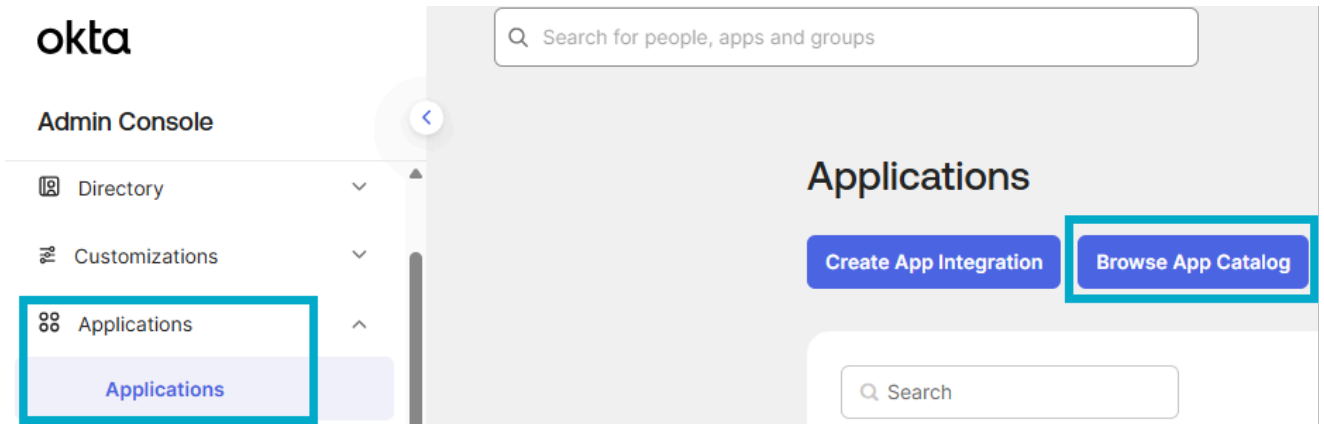 okta
Admin Console
Directory
Customizations
Applications
Applications
Search for people, apps and groups
Applications
Create App Integration
Browse App Catalog
Search